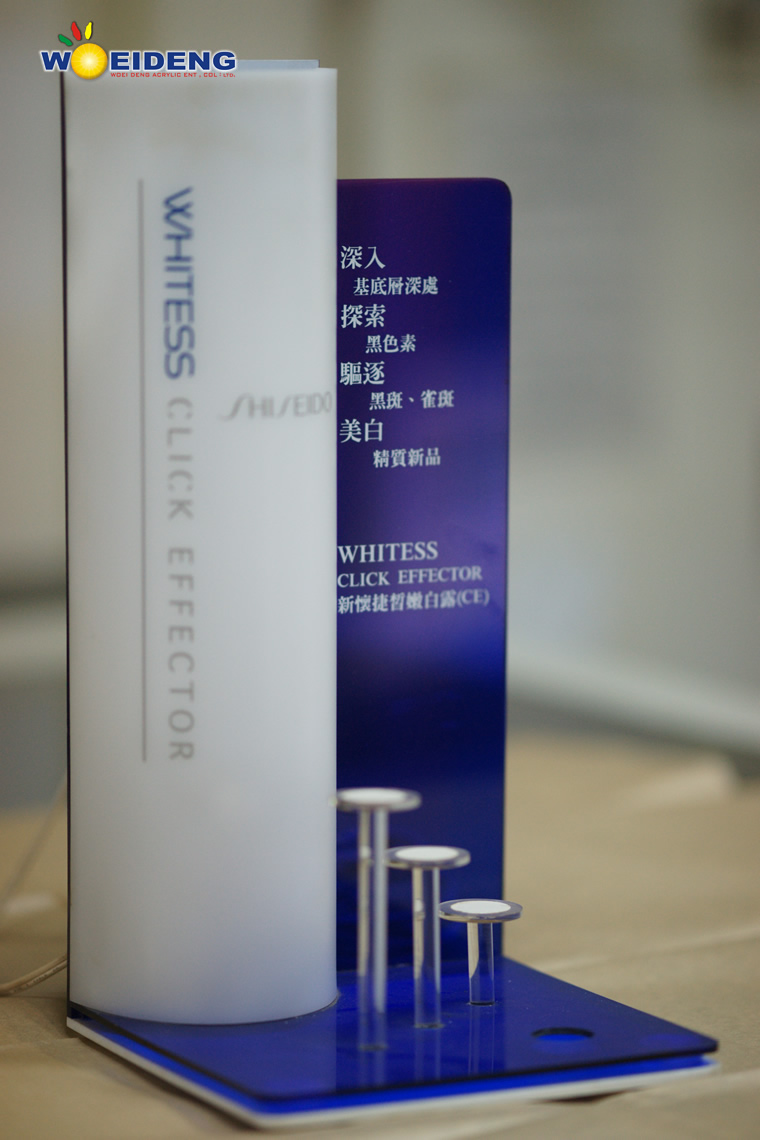 WOEIDENG
WOEI DENG ACRYLIC ENT., CO., LTD.
WHITESS CLICK EFFECTOR
SHISEIDO
深入
基底層深處
探索
黑色素
驅逐
黑斑、雀斑
美白
精質新品
WHITESS
CLICK EFFECTOR
新懷捷皙嫩白露(CE)